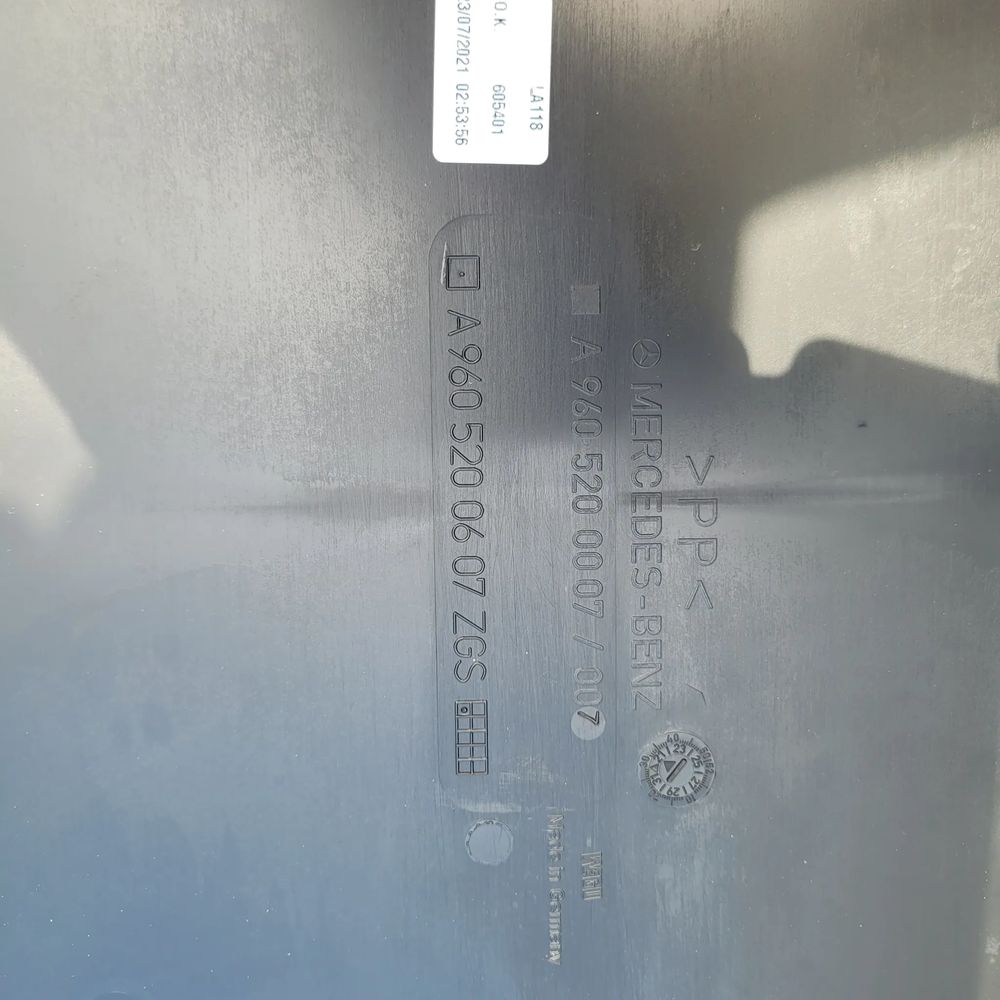 LA118
O.K. 605401
3/07/2021 02:53:56
>PP<
MERCEDES-BENZ
A 960 520 00 07 / 007
A 960 520 06 07 ZGS
Made in Germany